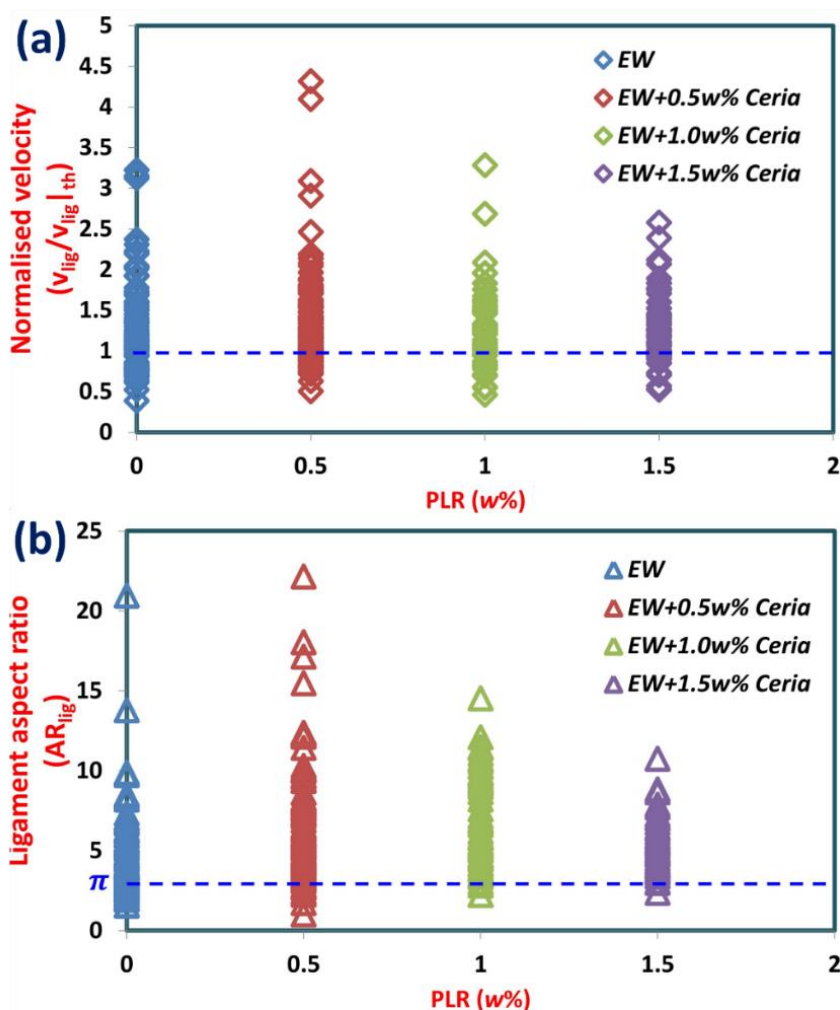 (a)
Normalised velocity
(v_lig/v_lig|_th)
5
4.5
4
3.5
3
2.5
2
1.5
1
0.5
0
EW
EW+0.5w% Ceria
EW+1.0w% Ceria
EW+1.5w% Ceria
0 0.5 1 1.5 2
PLR (w%)
(b)
Ligament aspect ratio
(AR_lig)
25
20
15
10
5
π
0
EW
EW+0.5w% Ceria
EW+1.0w% Ceria
EW+1.5w% Ceria
0 0.5 1 1.5 2
PLR (w%)